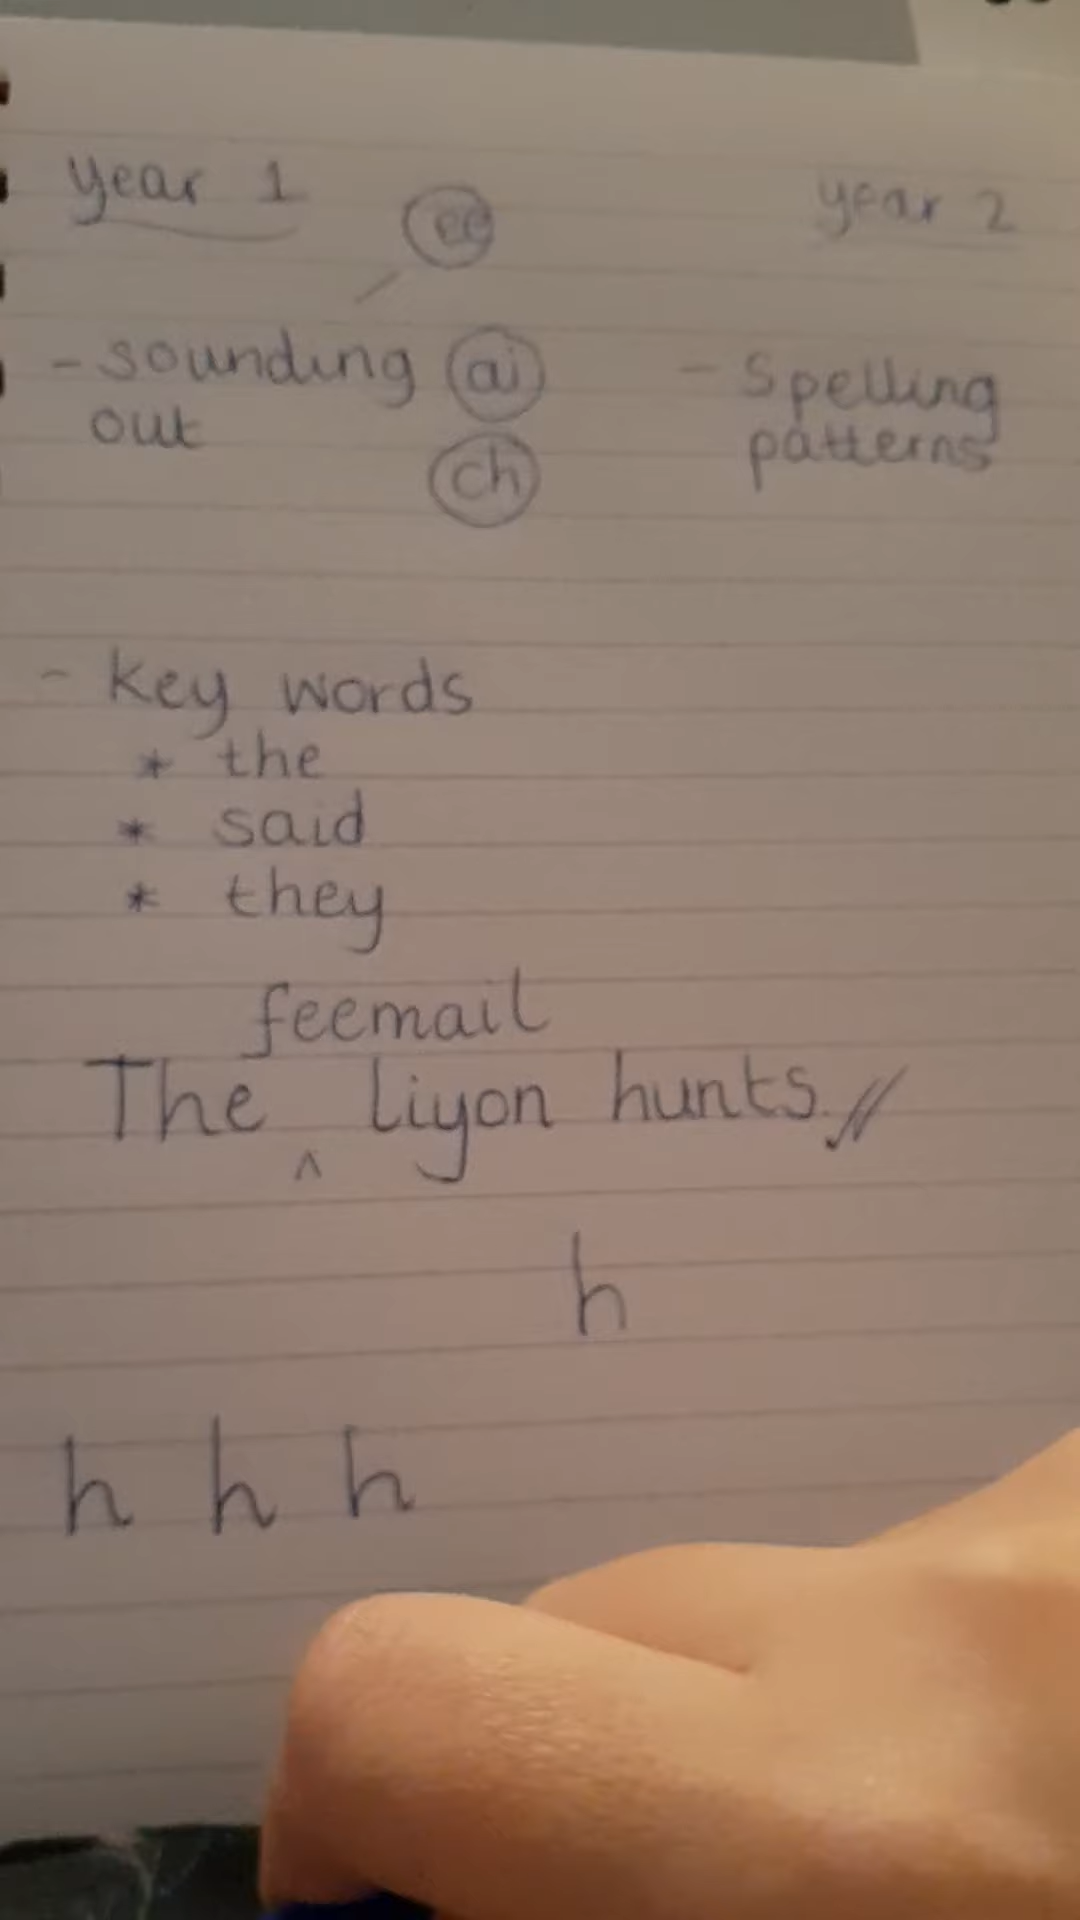 year 1
ee
year 2
- sounding
out
ai
ch
- Spelling
patterns
- key words
* the
* said
* they
feemail
The ^ liyon hunts.//
h
h h h